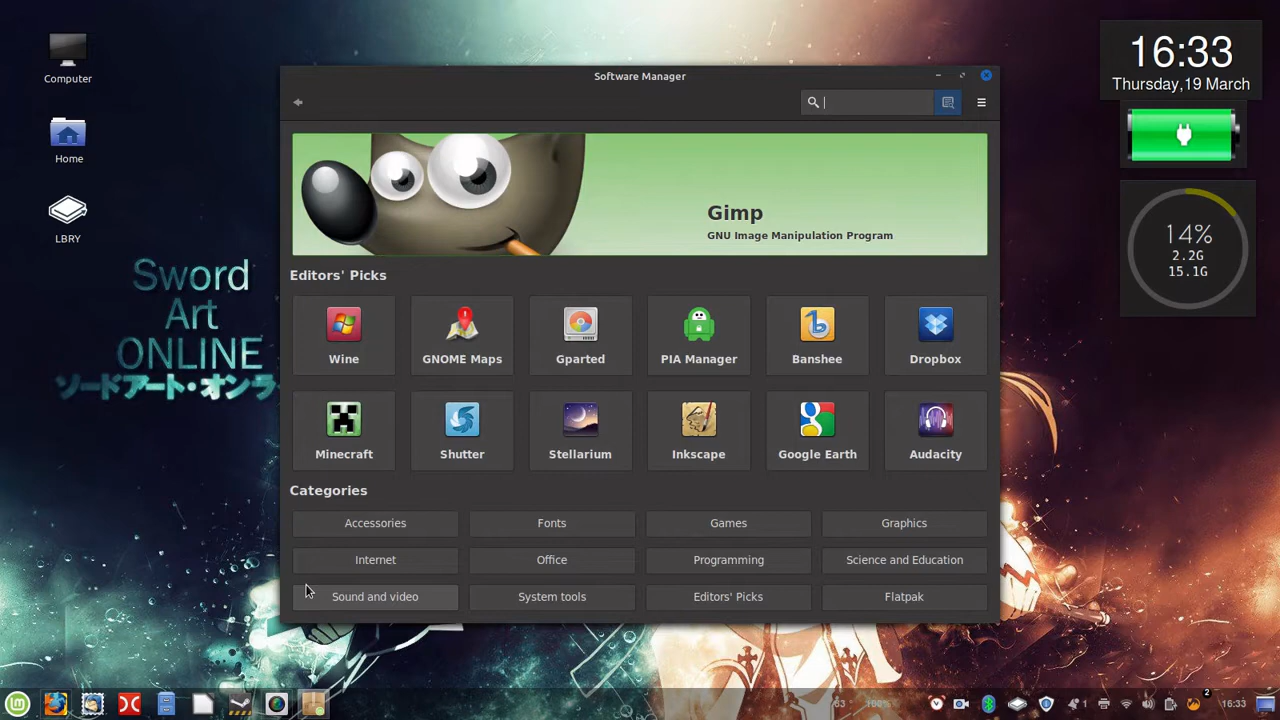 Computer
Home
LBRY
Sword
Art
ONLINE
ソードアート・オンラ
Software Manager
Gimp
GNU Image Manipulation Program
Editors' Picks
Wine
GNOME Maps
Gparted
PIA Manager
Banshee
Dropbox
Minecraft
Shutter
Stellarium
Inkscape
Google Earth
Audacity
Categories
Accessories
Fonts
Games
Graphics
Internet
Office
Programming
Science and Education
Sound and video
System tools
Editors' Picks
Flatpak
16:33
Thursday,19 March
14%
2.2G
15.1G
100%
1
2
16:33